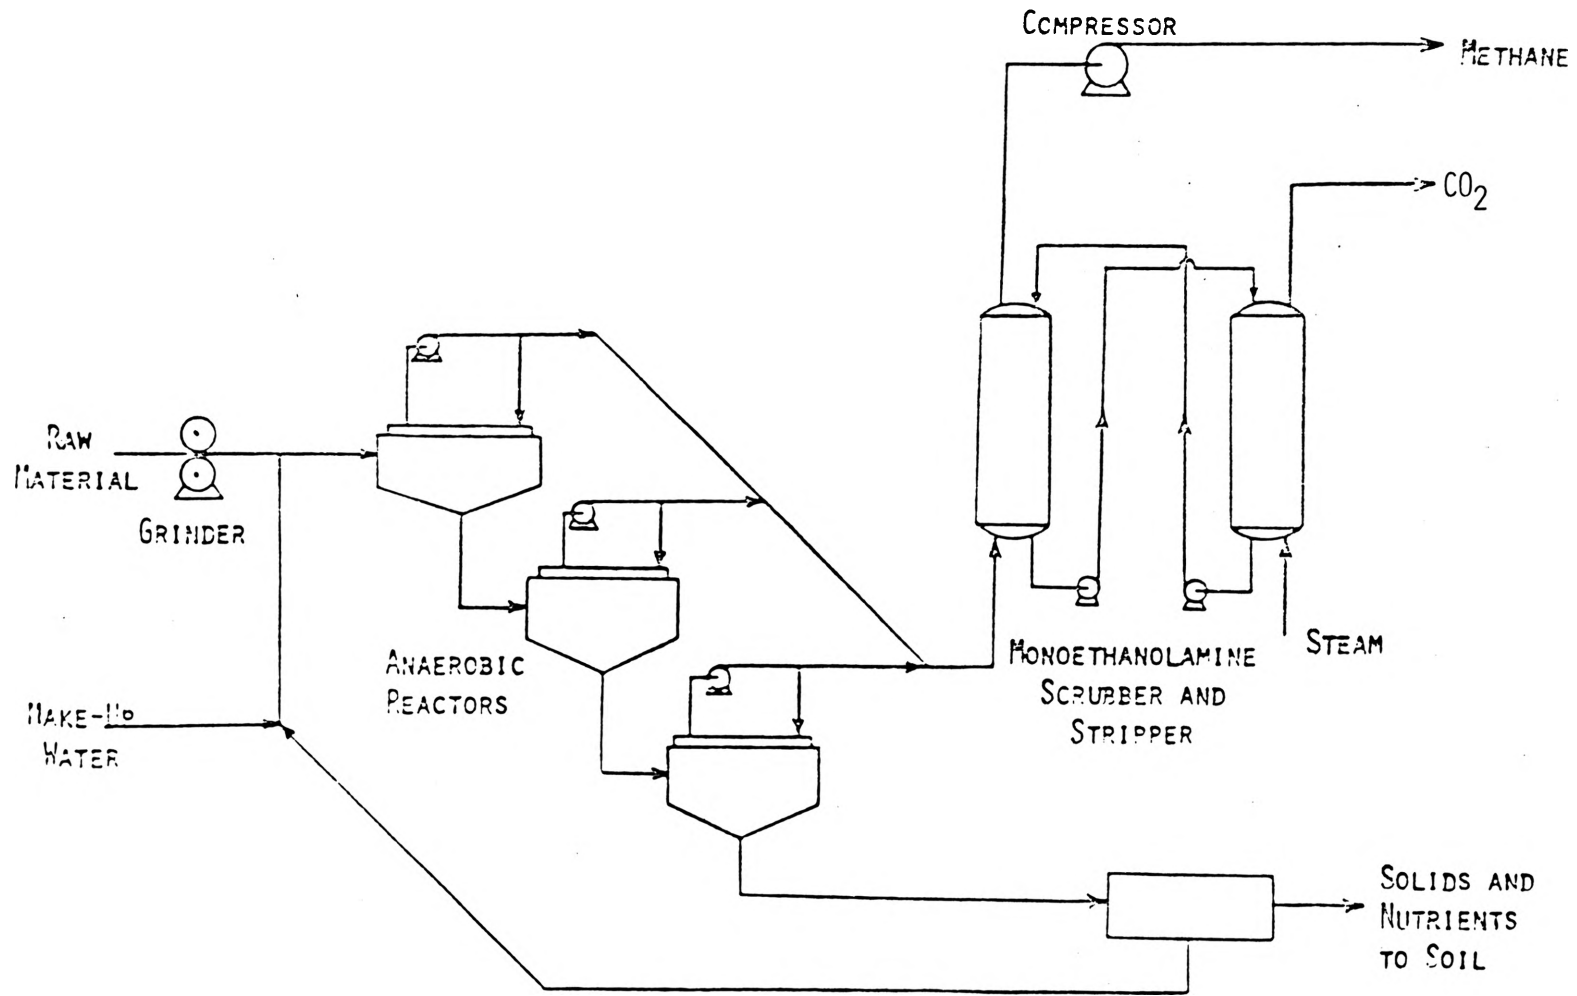 COMPRESSOR
METHANE
CO2
RAW
MATERIAL
GRINDER
ANAEROBIC
REACTORS
MONOETHANOLAMINE
SCRUBBER AND
STRIPPER
STEAM
MAKE-UP
WATER
SOLIDS AND
NUTRIENTS
TO SOIL